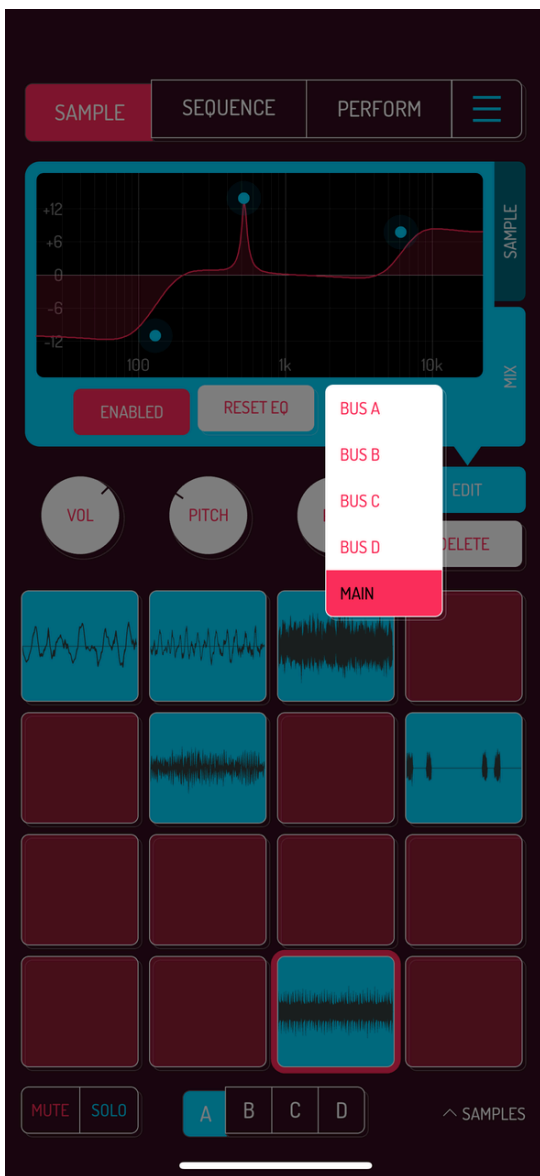 SAMPLE SEQUENCE PERFORM
+12
+6
0
-6
-12
100 1k 10k
SAMPLE
MIX
ENABLED RESET EQ
BUS A
BUS B
BUS C
BUS D
MAIN
VOL PITCH
EDIT
DELETE
MUTE SOLO A B C D SAMPLES